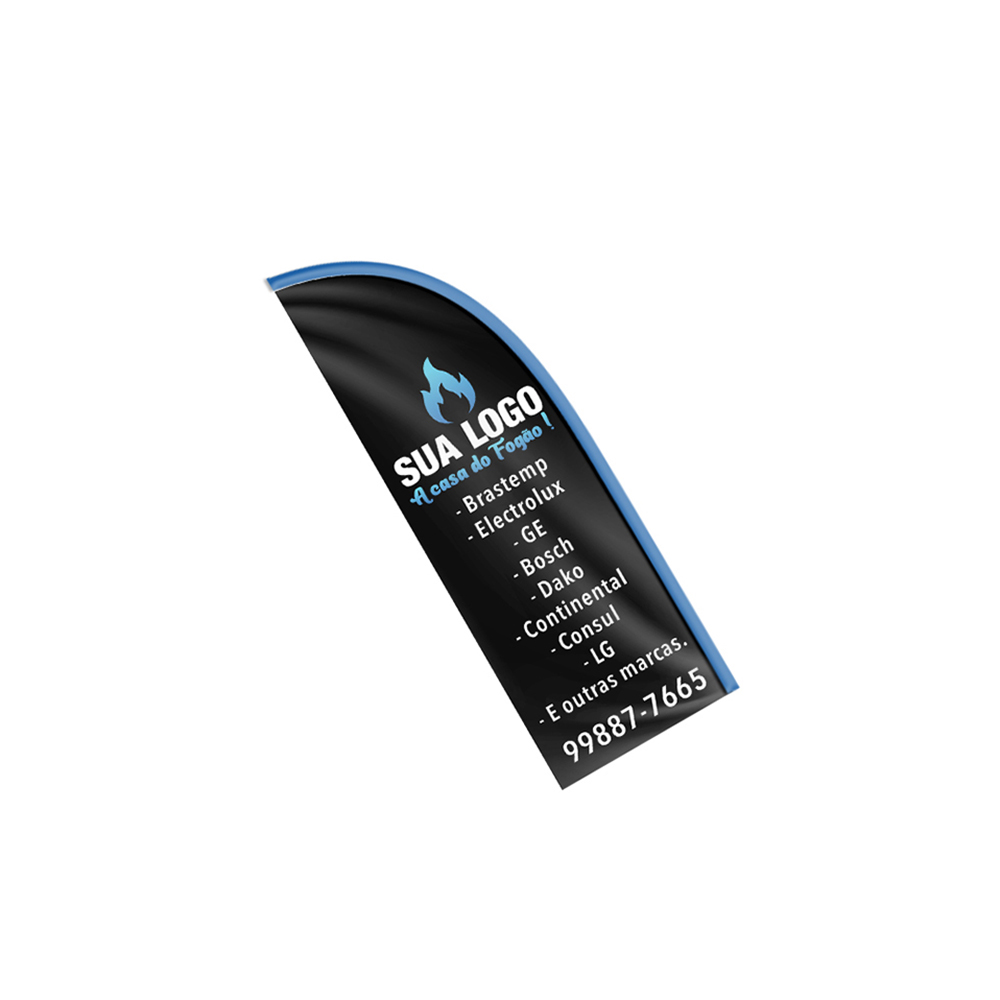 SUA LOGO
A casa do Fogão !
- Brastemp
- Electrolux
- GE
- Bosch
- Dako
- Continental
- Consul
- LG
- E outras marcas.
99887-7665